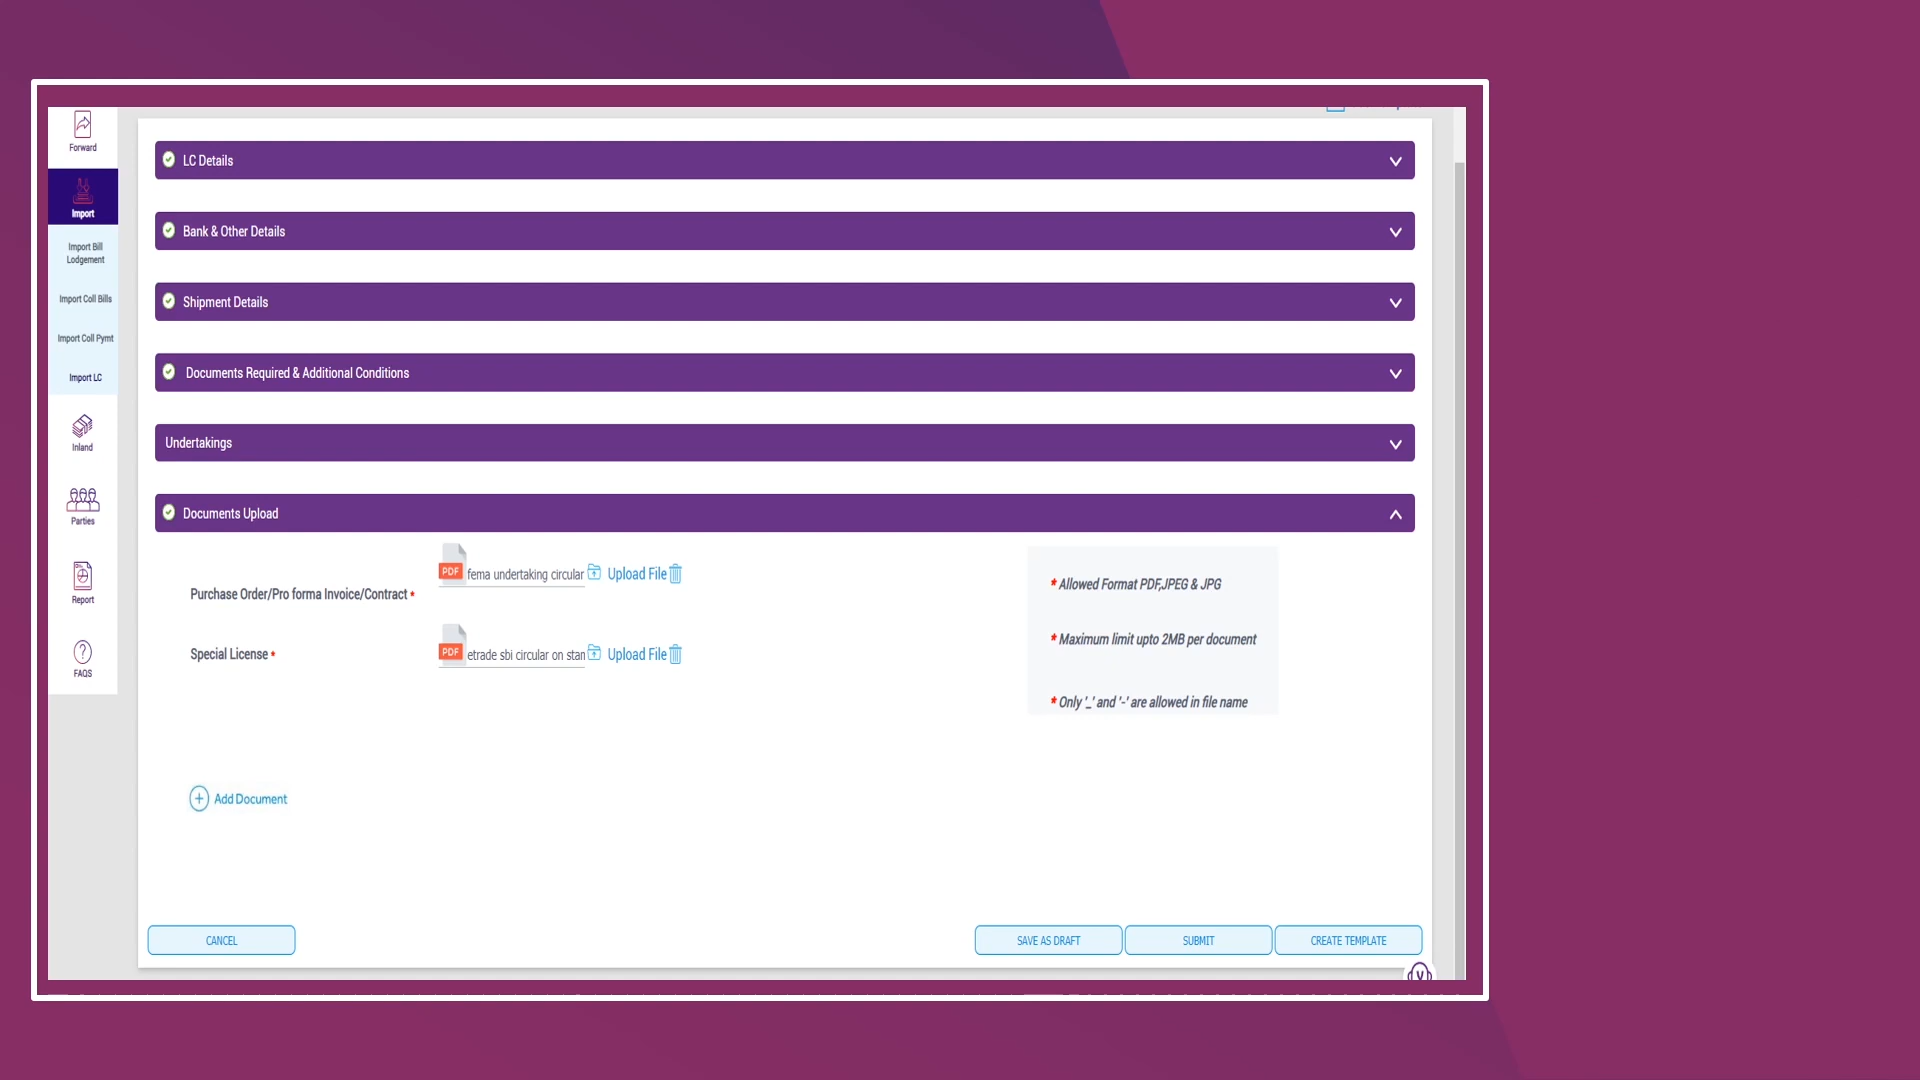 Forward
Import
Import Bill
Lodgement
Import Coll Bills
Import Coll Pymt
Import LC
Inland
Parties
Report
FAQS
LC Details
Bank & Other Details
Shipment Details
Documents Required & Additional Conditions
Undertakings
Documents Upload
Purchase Order/Pro forma Invoice/Contract *
PDF fema undertaking circular Upload File
Special License *
PDF etrade sbi circular on stan Upload File
* Allowed Format PDF,JPEG & JPG
* Maximum limit upto 2MB per document
* Only '_' and '-' are allowed in file name
+ Add Document
CANCEL
SAVE AS DRAFT
SUBMIT
CREATE TEMPLATE